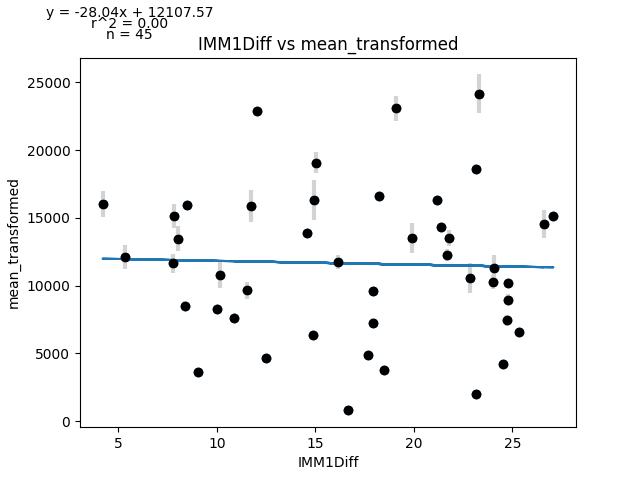 y = -28.04x + 12107.57
r^2 = 0.00
n = 45
IMM1Diff vs mean_transformed
25000
20000
15000
10000
5000
0
mean_transformed
5 10 15 20 25
IMM1Diff